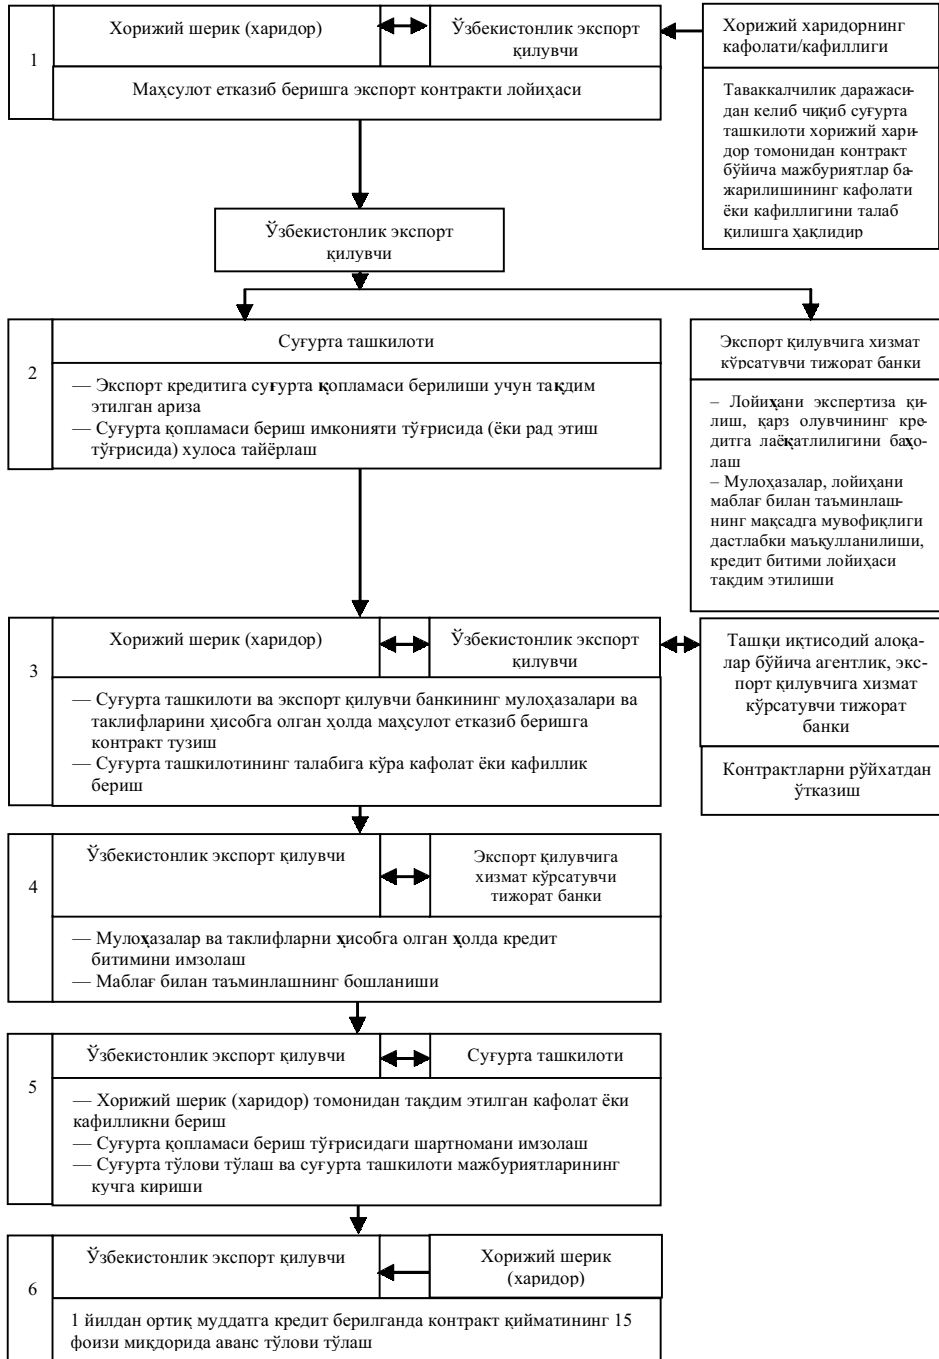 1
Хорижий шерик (харидор)
Ўзбекистонлик экспорт
қилувчи
Маҳсулот етказиб беришга экспорт контракти лойиҳаси
Хорижий харидорнинг
кафолати/кафиллиги
Таваккалчилик даражаси-
дан келиб чиқиб суғурта
ташкилоти хорижий хари-
дор томонидан контракт
бўйича мажбуриятлар ба-
жарилишининг кафолати
ёки кафиллигини талаб
қилишга ҳақлидир
Ўзбекистонлик экспорт
қилувчи
2
Суғурта ташкилоти
— Экспорт кредитига суғурта қопламаси берилиши учун тақдим
этилган ариза
— Суғурта қопламаси бериш имконияти тўғрисида (ёки рад этиш
тўғрисида) хулоса тайёрлаш
Экспорт қилувчига хизмат
кўрсатувчи тижорат банки
– Лойиҳани экспертиза қи-
лиш, қарз олувчининг кре-
дитга лаёқатлилигини баҳо-
лаш
– Мулоҳазалар, лойиҳани
маблағ билан таъминлаш-
нинг мақсадга мувофиқлиги
дастлабки маъқулланилиши,
кредит битими лойиҳаси
тақдим этилиши
3
Хорижий шерик (харидор)
Ўзбекистонлик экспорт
қилувчи
— Суғурта ташкилоти ва экспорт қилувчи банкининг мулоҳазалари ва
таклифларини ҳисобга олган ҳолда маҳсулот етказиб беришга
контракт тузиш
— Суғурта ташкилотининг талабига кўра кафолат ёки кафиллик
бериш
Ташқи иқтисодий алоқа-
лар бўйича агентлик, экс-
порт қилувчига хизмат
кўрсатувчи тижорат
банки
Контрактларни рўйхатдан
ўтказиш
4
Ўзбекистонлик экспорт қилувчи
Экспорт қилувчига
хизмат кўрсатувчи
тижорат банки
— Мулоҳазалар ва таклифларни ҳисобга олган ҳолда кредит
битимини имзолаш
— Маблағ билан таъминлашнинг бошланиши
5
Ўзбекистонлик экспорт қилувчи
Суғурта ташкилоти
— Хорижий шерик (харидор) томонидан тақдим этилган кафолат ёки
кафилликни бериш
— Суғурта қопламаси бериш тўғрисидаги шартномани имзолаш
— Суғурта тўлови тўлаш ва суғурта ташкилоти мажбуриятларининг
кучга кириши
6
Ўзбекистонлик экспорт қилувчи
Хорижий шерик
(харидор)
1 йилдан ортиқ муддатга кредит берилганда контракт қийматининг 15
фоизи миқдорида аванс тўлови тўлаш